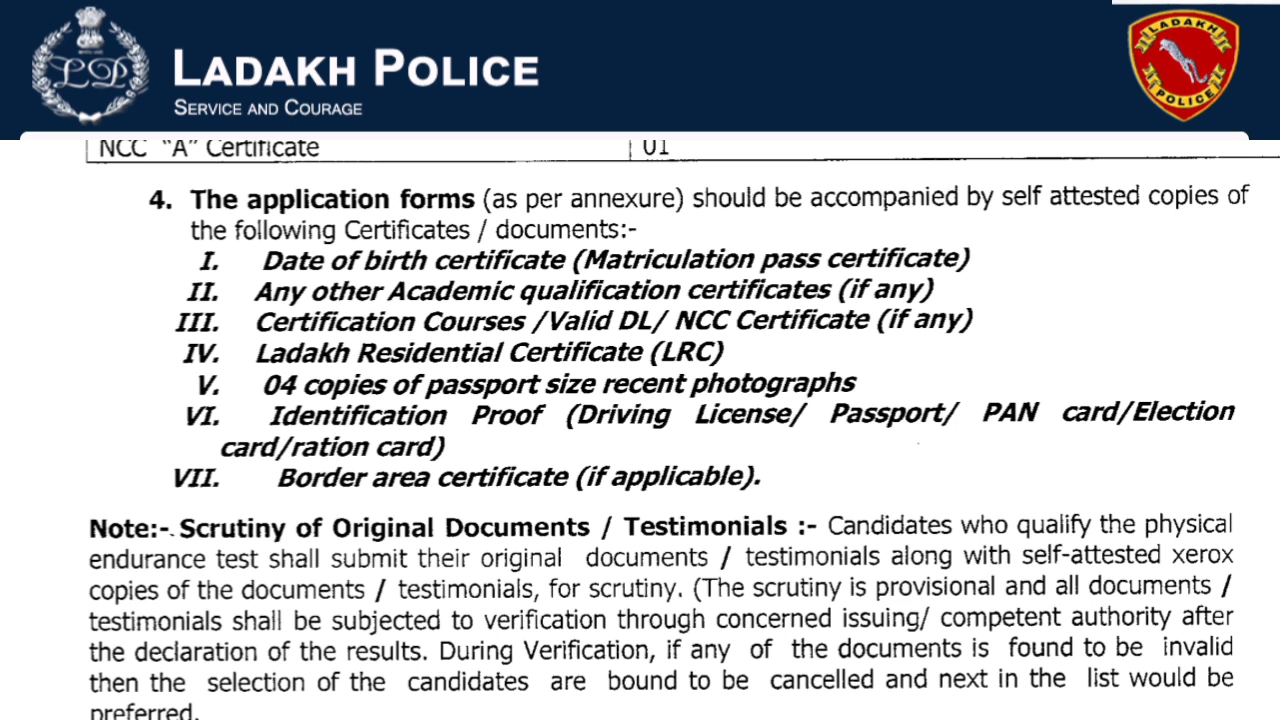 LADAKH POLICE
SERVICE AND COURAGE
LP
LADAKH
POLICE
NCC "A" Certificate 01
4. The application forms (as per annexure) should be accompanied by self attested copies of
the following Certificates / documents:-
I. Date of birth certificate (Matriculation pass certificate)
II. Any other Academic qualification certificates (if any)
III. Certification Courses /Valid DL/ NCC Certificate (if any)
IV. Ladakh Residential Certificate (LRC)
V. 04 copies of passport size recent photographs
VI. Identification Proof (Driving License/ Passport/ PAN card/Election
card/ration card)
VII. Border area certificate (if applicable).
Note:- Scrutiny of Original Documents / Testimonials :- Candidates who qualify the physical
endurance test shall submit their original documents / testimonials along with self-attested xerox
copies of the documents / testimonials, for scrutiny. (The scrutiny is provisional and all documents /
testimonials shall be subjected to verification through concerned issuing/ competent authority after
the declaration of the results. During Verification, if any of the documents is found to be invalid
then the selection of the candidates are bound to be cancelled and next in the list would be
preferred.